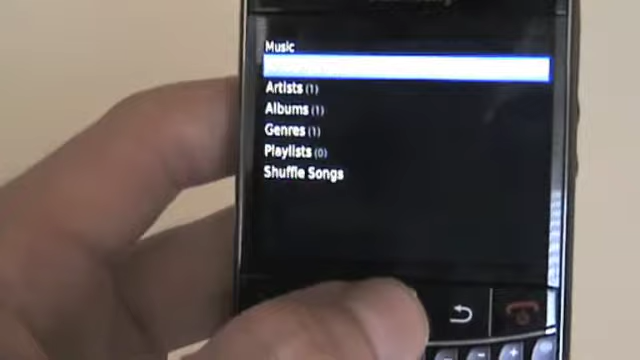 Music
Artists (1)
Albums (1)
Genres (1)
Playlists (0)
Shuffle Songs